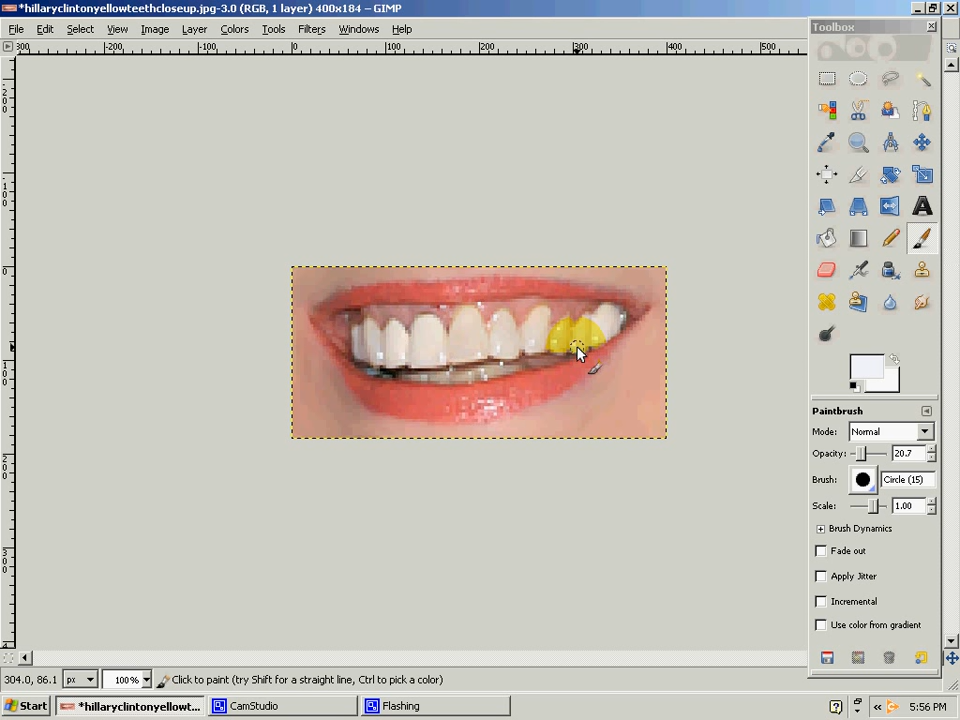 *hillaryclintonyellowteethcloseup.jpg-3.0 (RGB, 1 layer) 400x184 – GIMP
File Edit Select View Image Layer Colors Tools Filters Windows Help
Toolbox
300 -200 -100 0 100 200 300 400 500
Paintbrush
Mode: Normal
Opacity: 20.7
Brush: Circle (15)
Scale: 1.00
Brush Dynamics
Fade out
Apply Jitter
Incremental
Use color from gradient
304.0, 86.1 px 100% Click to paint (try Shift for a straight line, Ctrl to pick a color)
Start *hillaryclintonyellowt... CamStudio Flashing 5:56 PM